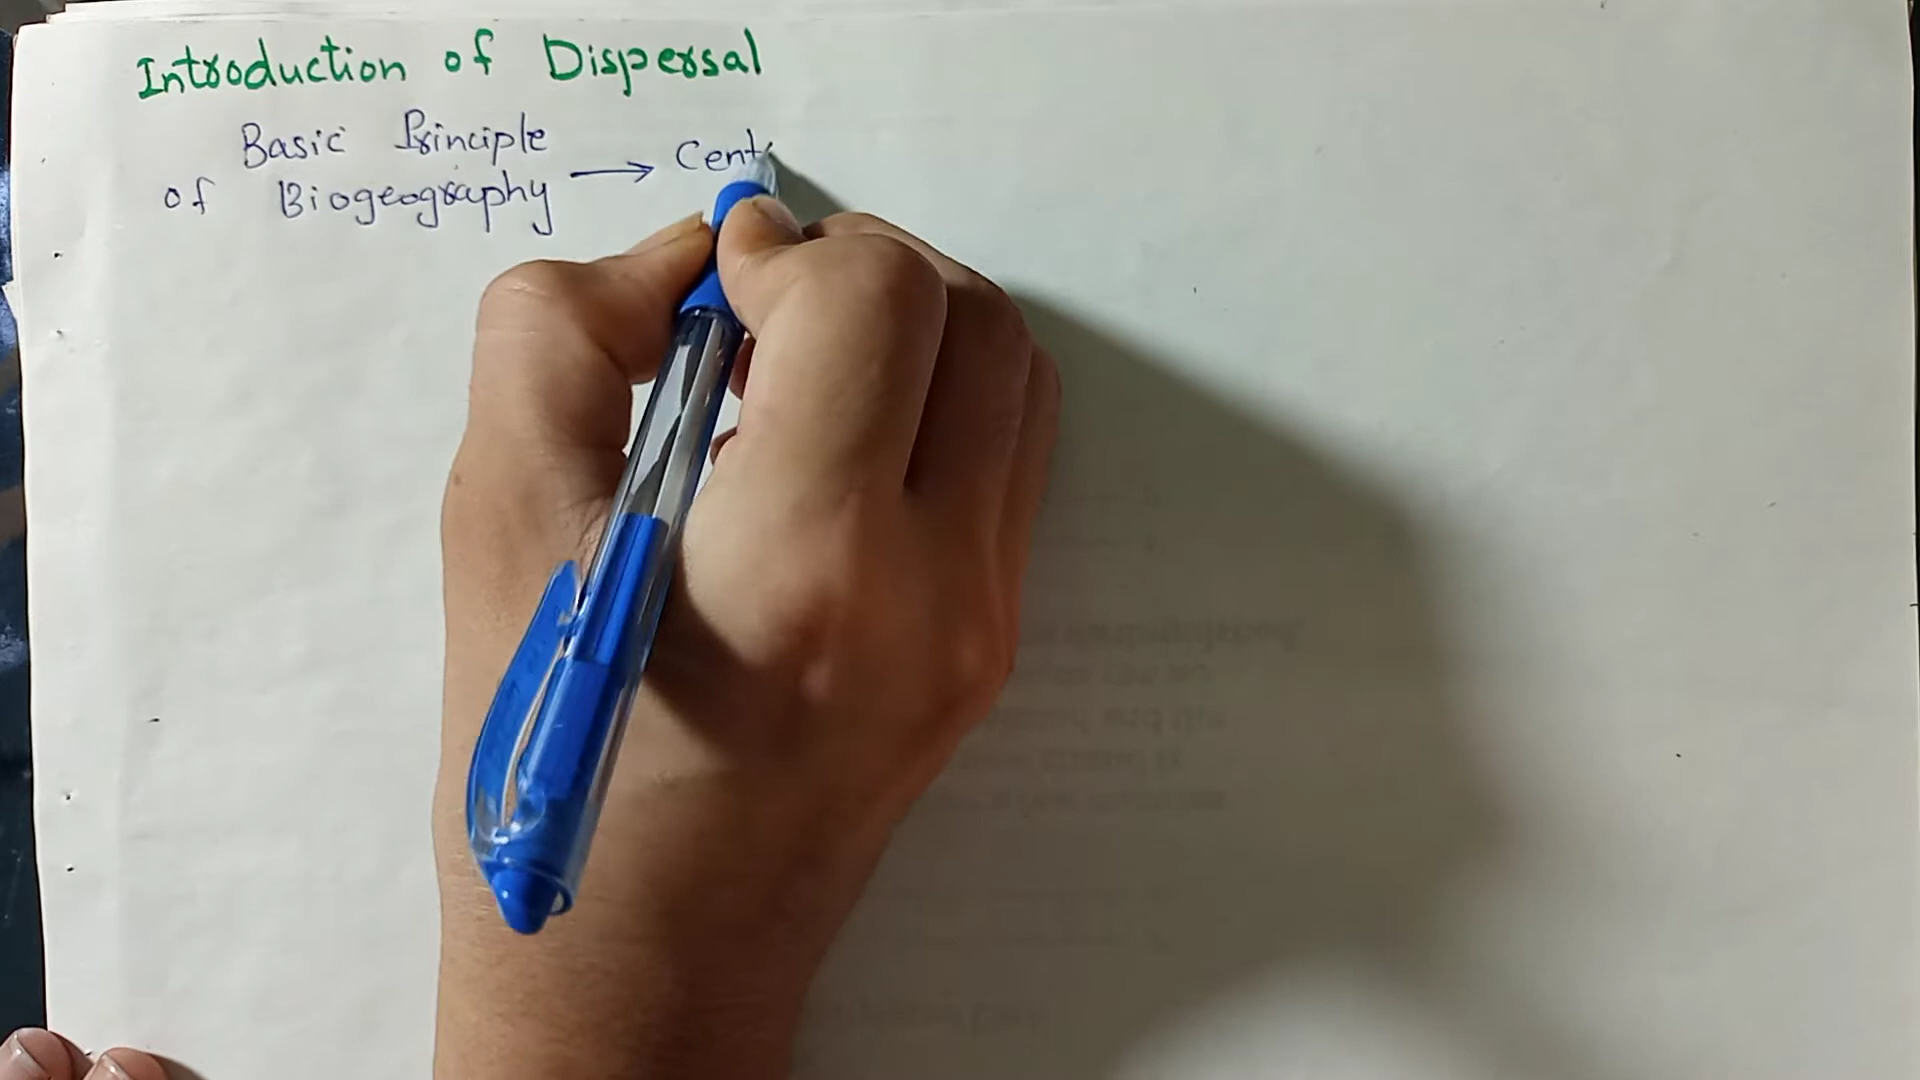 Introduction of Dispersal
Basic Principle
of Biogeography → Cent